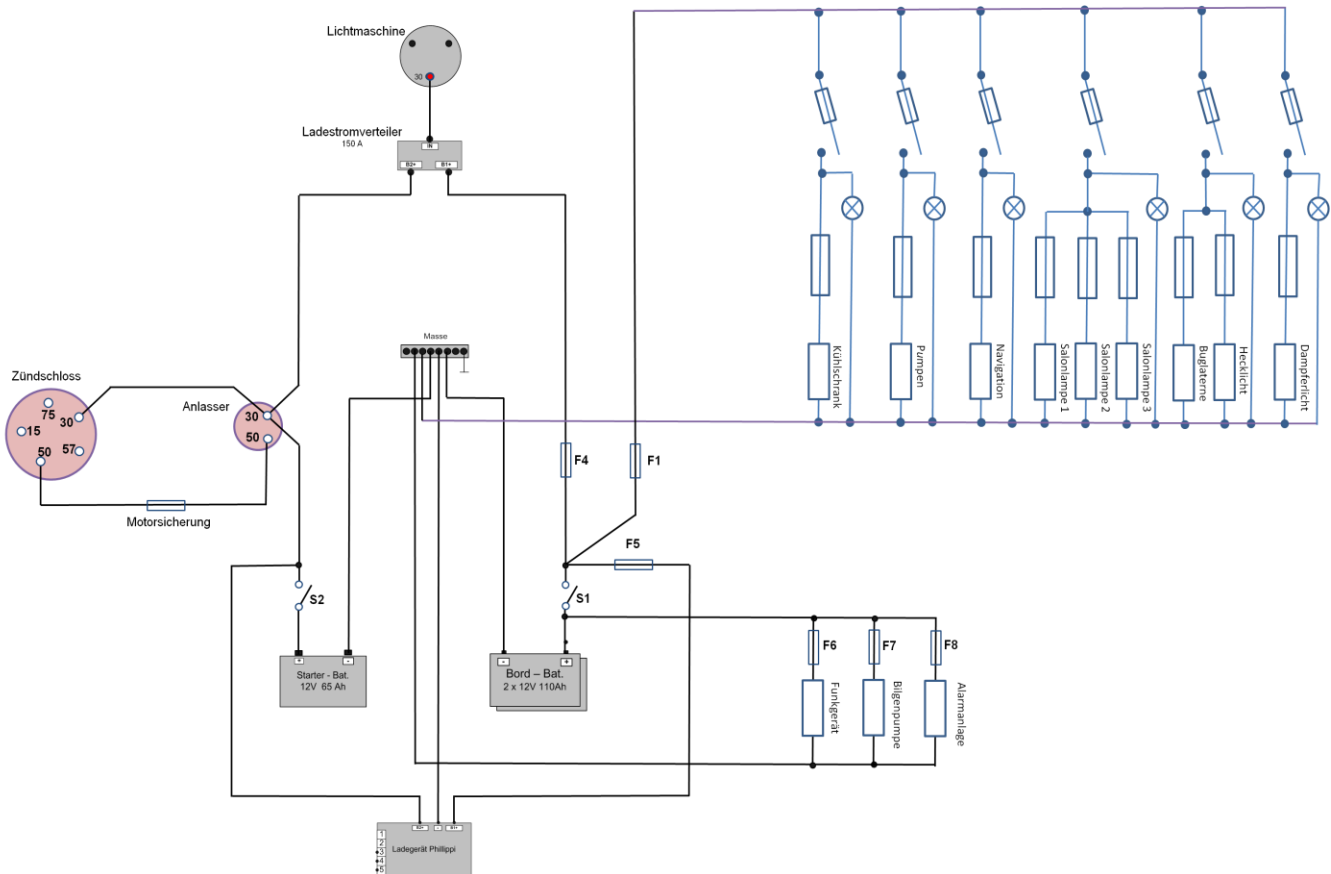 Lichtmaschine
30
Ladestromverteiler
150 A
IN
B2+
B1+
Masse
Zündschloss
75
30
15
50
57
Anlasser
30
50
Motorsicherung
F4
F1
F5
S2
S1
+
-
Starter - Bat.
12V 65 Ah
-
+
Bord – Bat.
2 x 12V 110Ah
F6
F7
F8
Funkgerät
Bilgenpumpe
Alarmanlage
Kühlschrank
Pumpen
Navigation
Salonlampe 1
Salonlampe 2
Salonlampe 3
Buglaterne
Hecklicht
Dampferlicht
B2+
-
B1+
1
2
3
4
5
Ladegerät Phillippi